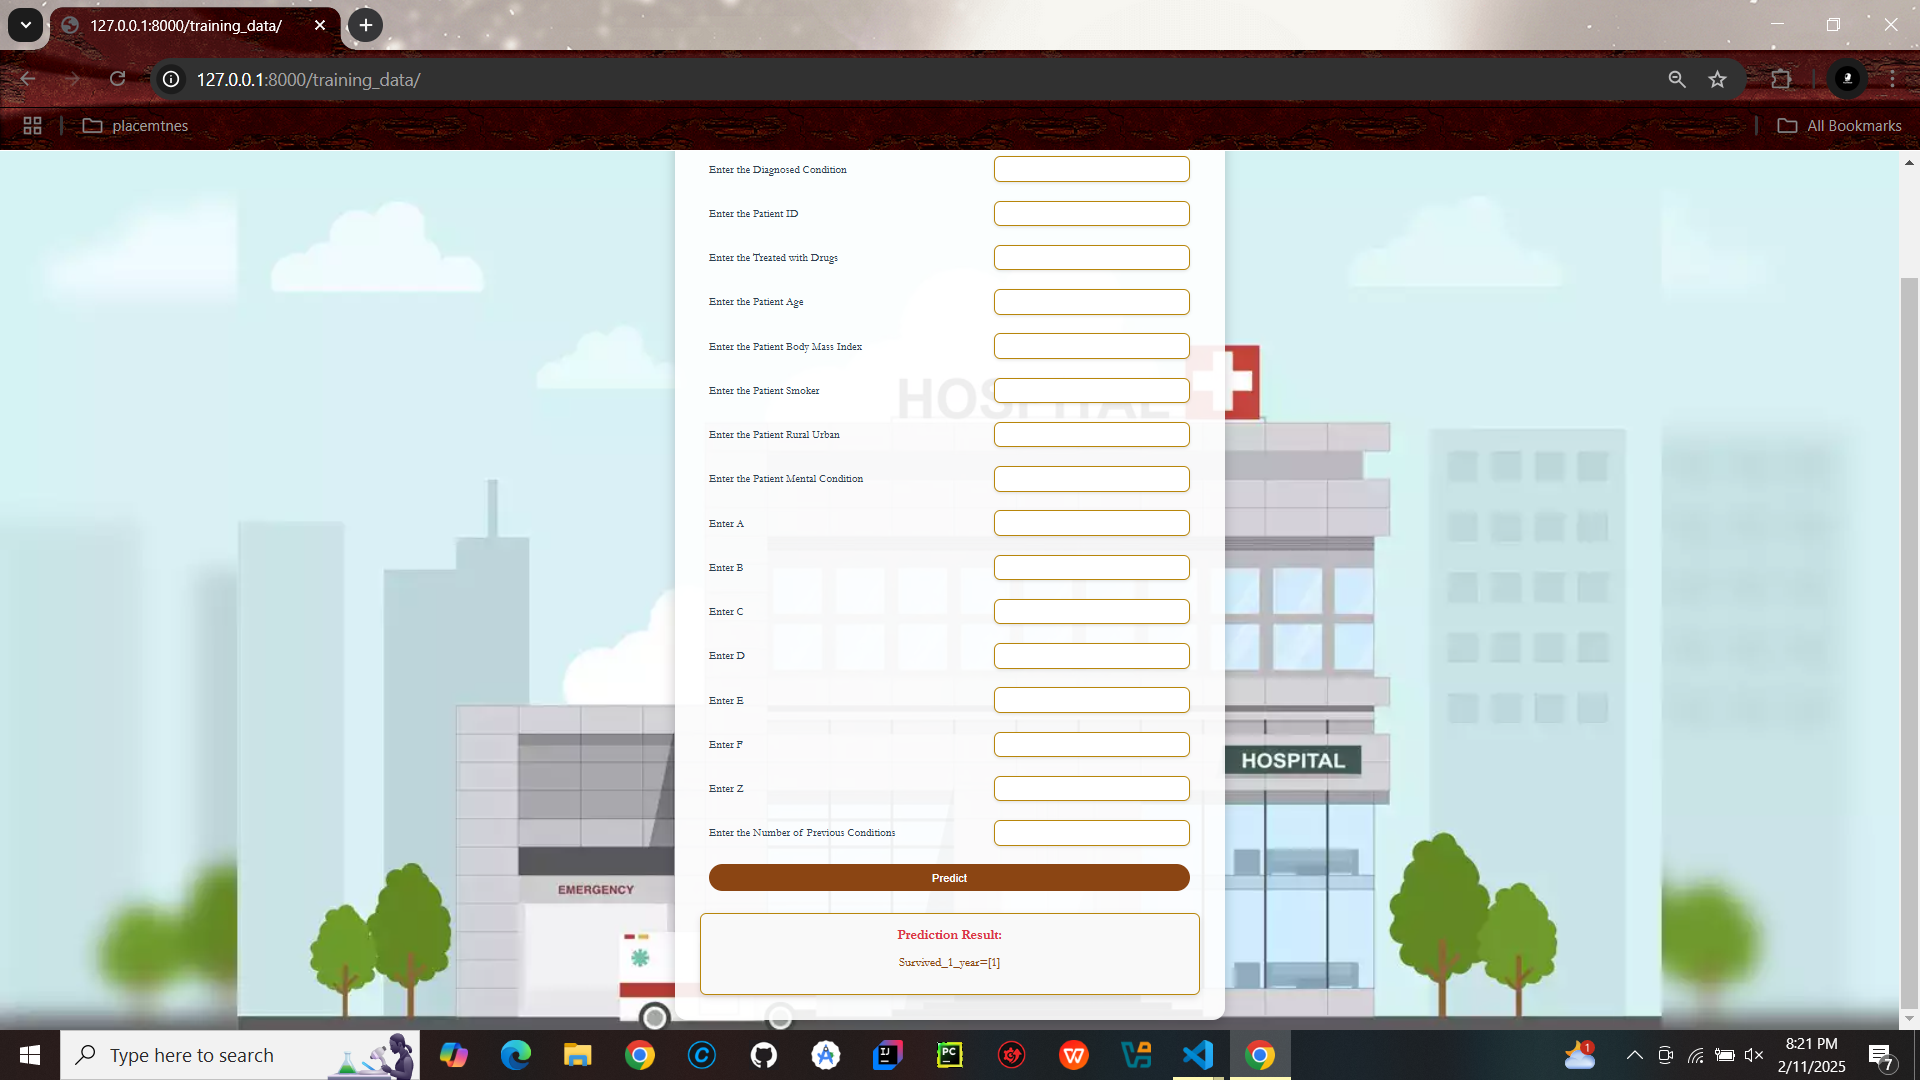 127.0.0.1:8000/training_data/
127.0.0.1:8000/training_data/
placemtnes
All Bookmarks
Enter the Diagnosed Condition
Enter the Patient ID
Enter the Treated with Drugs
Enter the Patient Age
Enter the Patient Body Mass Index
Enter the Patient Smoker
HOSPITAL
Enter the Patient Rural Urban
Enter the Patient Mental Condition
Enter A
Enter B
Enter C
Enter D
Enter E
Enter F
HOSPITAL
Enter Z
Enter the Number of Previous Conditions
Predict
EMERGENCY
Prediction Result:
Survived_1_year=[1]
Type here to search
IJ
PC
1
8:21 PM
2/11/2025
7